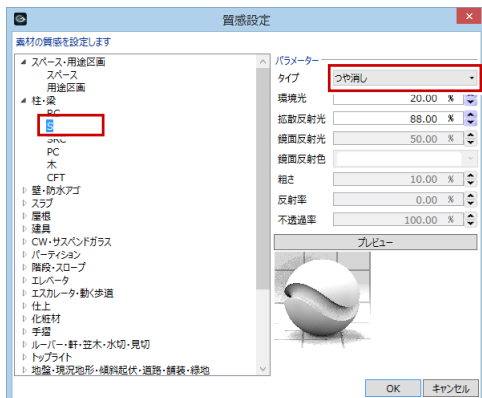 質感設定
素材の質感を設定します
スペース・用途区画
スペース
用途区画
柱・梁
RC
S
SRC
PC
木
CFT
壁・防水アゴ
スラブ
屋根
建具
CW・サスペンドガラス
パーティション
階段・スロープ
エレベータ
エスカレータ・動く歩道
仕上
化粧材
手摺
ルーバー・軒・笠木・水切・見切
トップライト
地盤・現況地形・傾斜起伏・道路・舗装・緑地
パラメーター
タイプ つや消し
環境光 20.00 %
拡散反射光 88.00 %
鏡面反射光 50.00 %
鏡面反射色
粗さ 10.00 %
反射率 0.00 %
不透過率 100.00 %
プレビュー
OK キャンセル